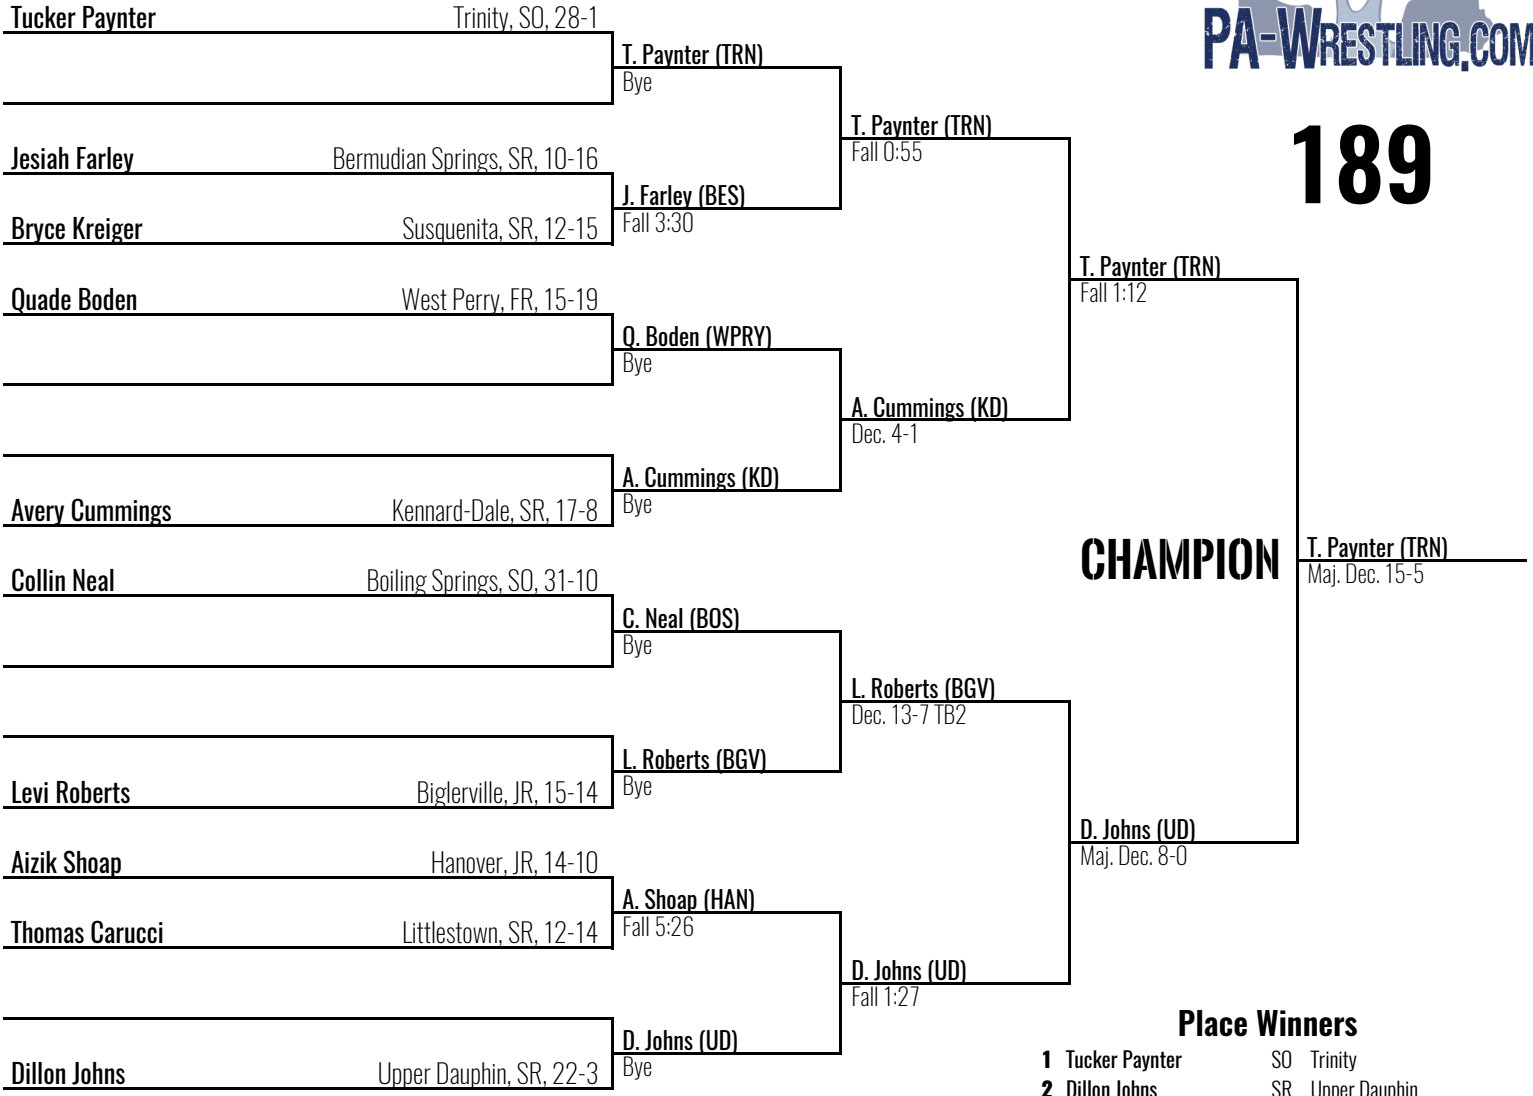 Tucker Paynter Trinity, SO, 28-1
T. Paynter (TRN)
Bye
Jesiah Farley Bermudian Springs, SR, 10-16
J. Farley (BES)
Fall 3:30
Bryce Kreiger Susquenita, SR, 12-15
T. Paynter (TRN)
Fall 0:55
Quade Boden West Perry, FR, 15-19
Q. Boden (WPRY)
Bye
A. Cummings (KD)
Bye
Avery Cummings Kennard-Dale, SR, 17-8
A. Cummings (KD)
Dec. 4-1
T. Paynter (TRN)
Fall 1:12
Collin Neal Boiling Springs, SO, 31-10
C. Neal (BOS)
Bye
L. Roberts (BGV)
Bye
Levi Roberts Biglerville, JR, 15-14
L. Roberts (BGV)
Dec. 13-7 TB2
Aizik Shoap Hanover, JR, 14-10
A. Shoap (HAN)
Fall 5:26
Thomas Carucci Littlestown, SR, 12-14
D. Johns (UD)
Bye
Dillon Johns Upper Dauphin, SR, 22-3
D. Johns (UD)
Fall 1:27
D. Johns (UD)
Maj. Dec. 8-0
PA-WRESTLING.COM
189
CHAMPION
T. Paynter (TRN)
Maj. Dec. 15-5
Place Winners
1 Tucker Paynter SO Trinity
2 Dillon Johns SR Upper Dauphin